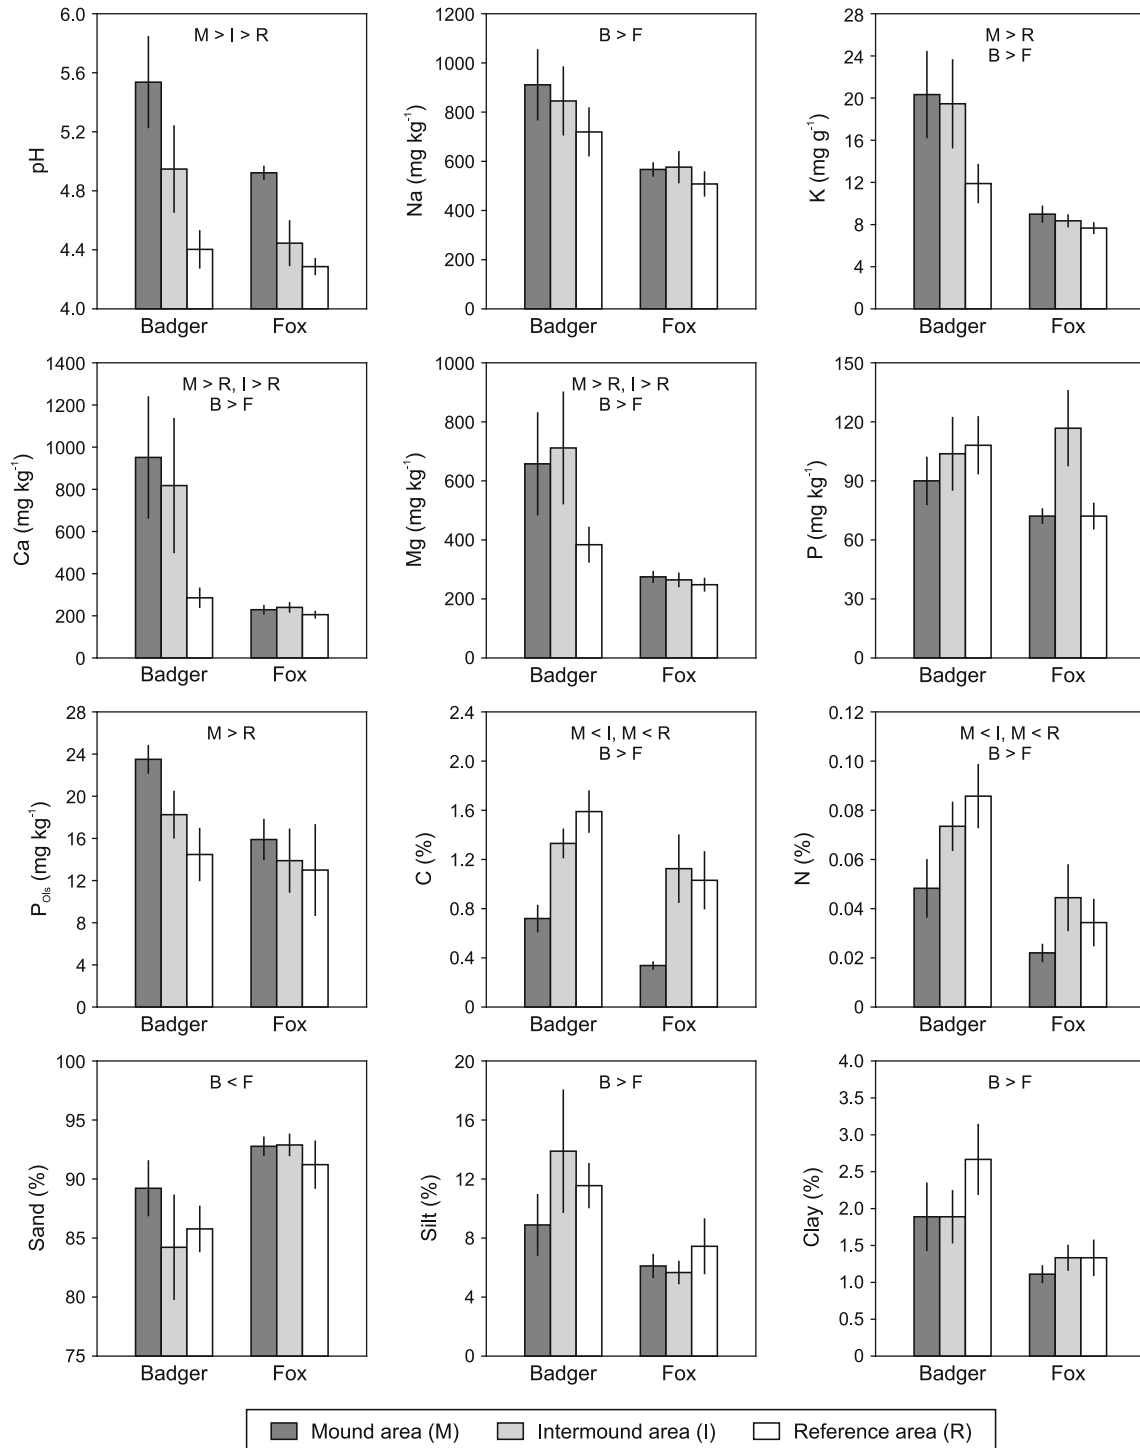 6.0
5.6
5.2
4.8
4.4
4.0
pH
M > I > R
Badger Fox
1200
1000
800
600
400
200
0
Na (mg kg⁻¹)
B > F
Badger Fox
28
24
20
16
12
8
4
0
K (mg g⁻¹)
M > R
B > F
Badger Fox
1400
1200
1000
800
600
400
200
0
Ca (mg kg⁻¹)
M > R, I > R
B > F
Badger Fox
1000
800
600
400
200
0
Mg (mg kg⁻¹)
M > R, I > R
B > F
Badger Fox
150
120
90
60
30
0
P (mg kg⁻¹)
Badger Fox
28
24
20
16
12
8
4
0
P_Ols (mg kg⁻¹)
M > R
Badger Fox
2.4
2.0
1.6
1.2
0.8
0.4
0
C (%)
M < I, M < R
B > F
Badger Fox
0.12
0.10
0.08
0.06
0.04
0.02
0
N (%)
M < I, M < R
B > F
Badger Fox
100
95
90
85
80
75
Sand (%)
B < F
Badger Fox
20
16
12
8
4
0
Silt (%)
B > F
Badger Fox
4.0
3.5
3.0
2.5
2.0
1.5
1.0
0.5
0
Clay (%)
B > F
Badger Fox
Mound area (M) Intermound area (I) Reference area (R)